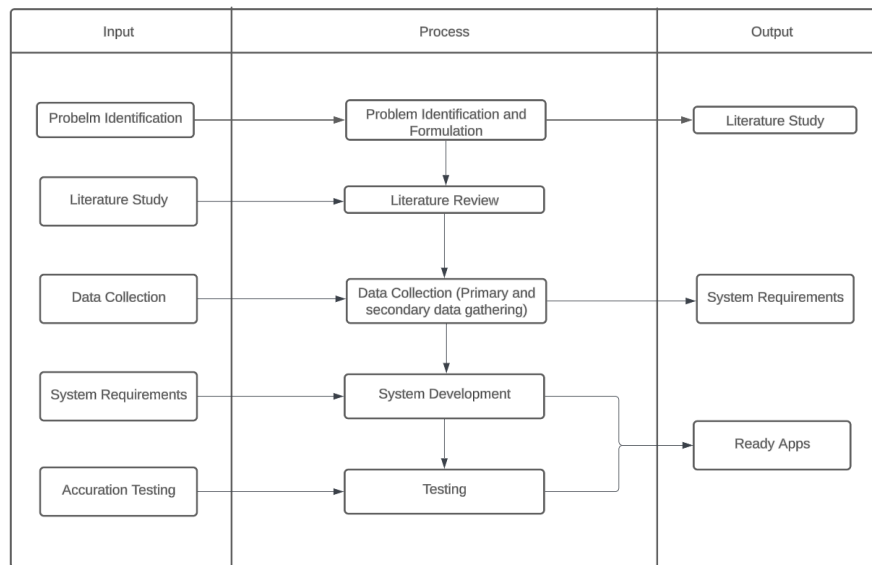 Input
Process
Output
Probelm Identification
Problem Identification and
Formulation
Literature Study
Literature Study
Literature Review
Data Collection
Data Collection (Primary and
secondary data gathering)
System Requirements
System Requirements
System Development
Ready Apps
Accuration Testing
Testing